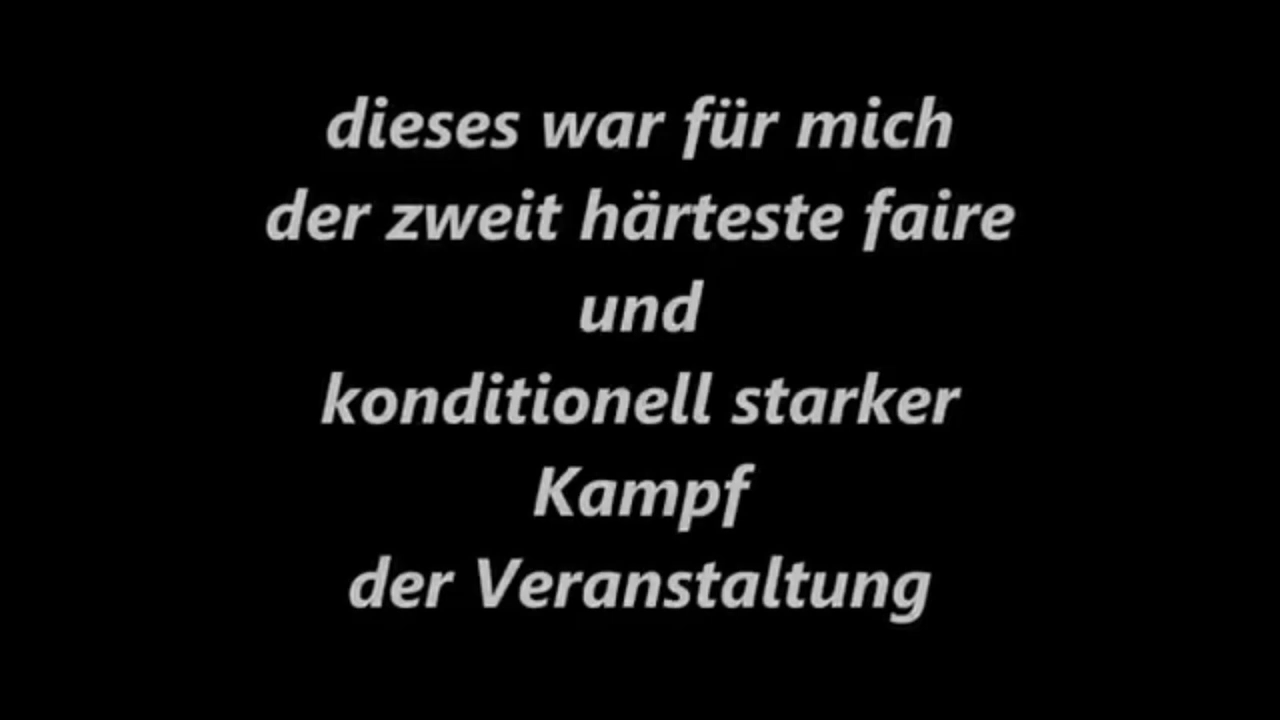 dieses war für mich
der zweit härteste faire
und
konditionell starker
Kampf
der Veranstaltung